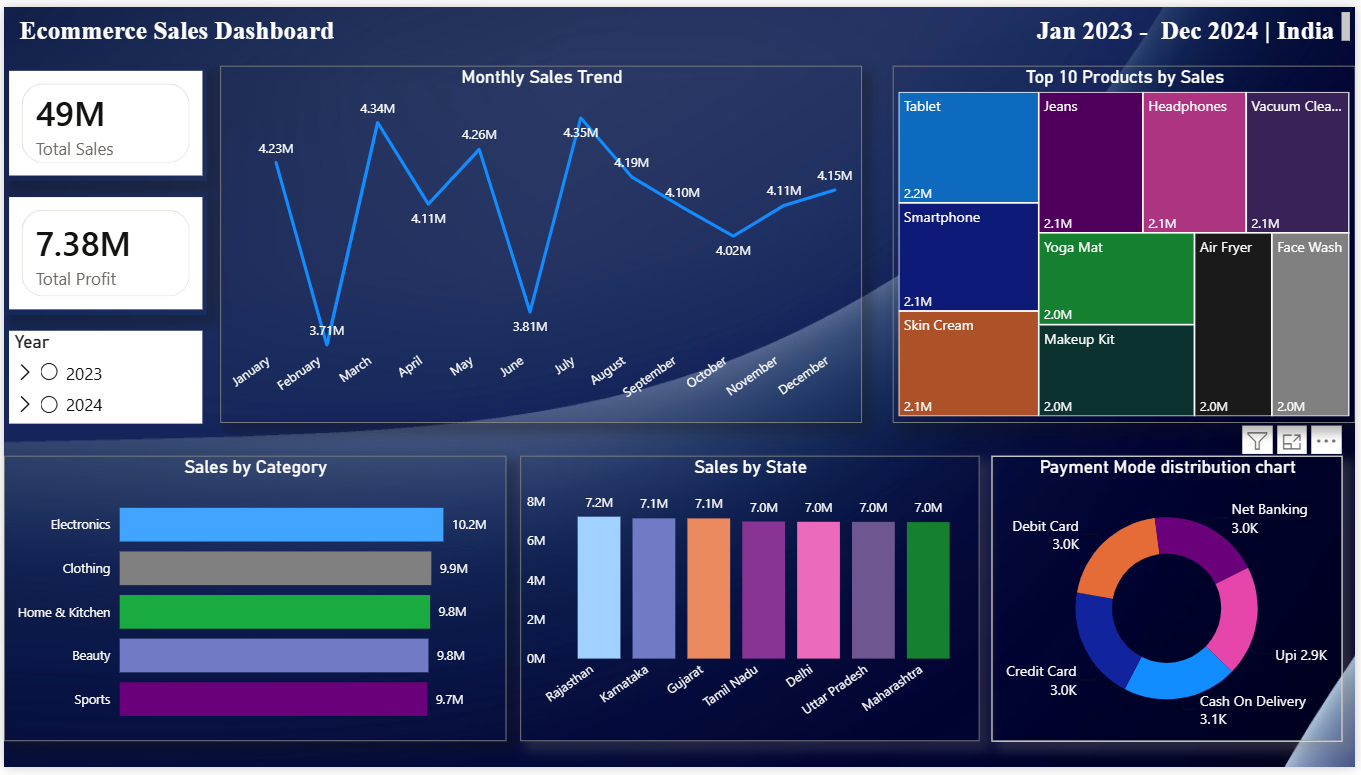 Ecommerce Sales Dashboard
Jan 2023 - Dec 2024 | India
49M
Total Sales
7.38M
Total Profit
Year
2023
2024
Monthly Sales Trend
4.23M
3.71M
4.34M
4.11M
4.26M
3.81M
4.35M
4.19M
4.10M
4.02M
4.11M
4.15M
January
February
March
April
May
June
July
August
September
October
November
December
Top 10 Products by Sales
Tablet
2.2M
Smartphone
2.1M
Skin Cream
2.1M
Jeans
2.1M
Headphones
2.1M
Vacuum Clea...
2.1M
Yoga Mat
2.0M
Makeup Kit
2.0M
Air Fryer
2.0M
Face Wash
2.0M
Sales by Category
Electronics
10.2M
Clothing
9.9M
Home & Kitchen
9.8M
Beauty
9.8M
Sports
9.7M
Sales by State
8M
6M
4M
2M
0M
7.2M
7.1M
7.1M
7.0M
7.0M
7.0M
7.0M
Rajasthan
Karnataka
Gujarat
Tamil Nadu
Delhi
Uttar Pradesh
Maharashtra
Payment Mode distribution chart
Net Banking
3.0K
Upi 2.9K
Cash On Delivery
3.1K
Credit Card
3.0K
Debit Card
3.0K